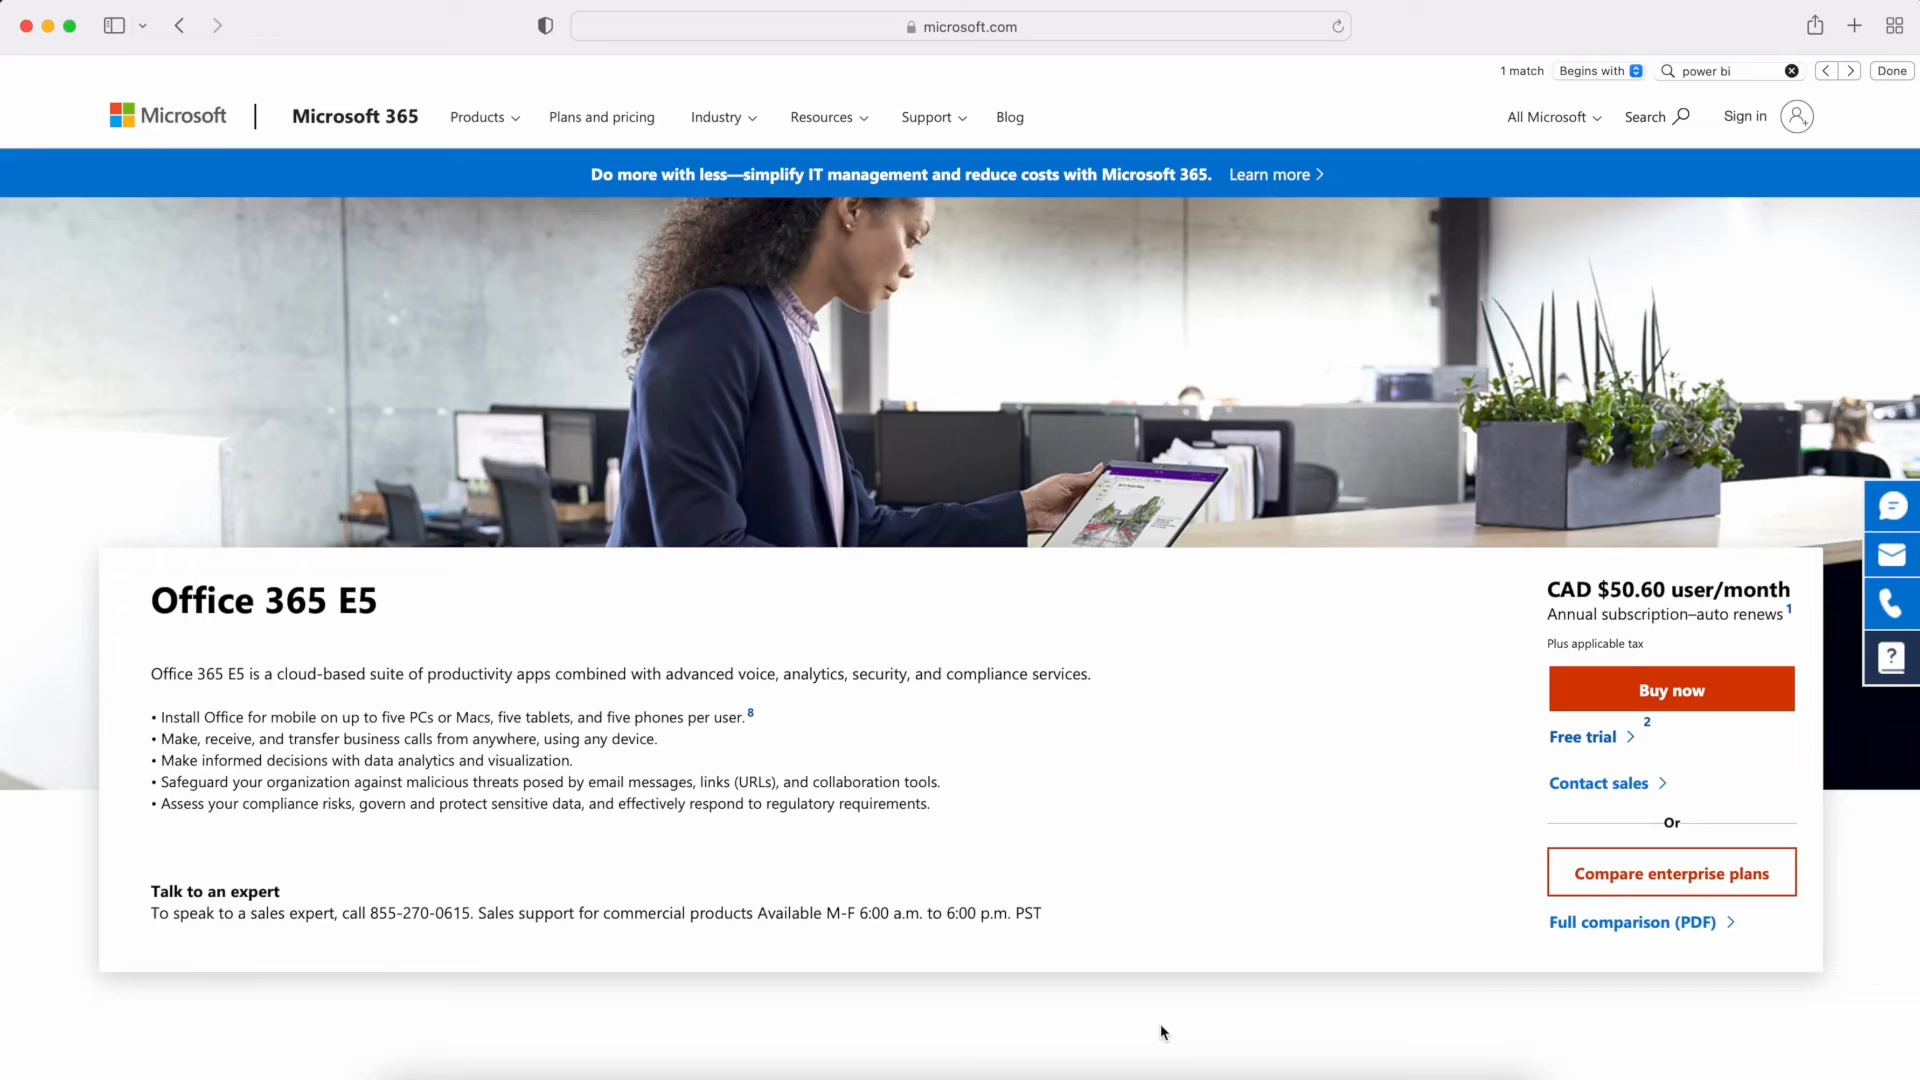 microsoft.com
1 match Begins with power bi Done
Microsoft Microsoft 365 Products Plans and pricing Industry Resources Support Blog All Microsoft Search Sign in
Do more with less—simplify IT management and reduce costs with Microsoft 365. Learn more >
Office 365 E5
Office 365 E5 is a cloud-based suite of productivity apps combined with advanced voice, analytics, security, and compliance services.
• Install Office for mobile on up to five PCs or Macs, five tablets, and five phones per user. 8
• Make, receive, and transfer business calls from anywhere, using any device.
• Make informed decisions with data analytics and visualization.
• Safeguard your organization against malicious threats posed by email messages, links (URLs), and collaboration tools.
• Assess your compliance risks, govern and protect sensitive data, and effectively respond to regulatory requirements.
Talk to an expert
To speak to a sales expert, call 855-270-0615. Sales support for commercial products Available M-F 6:00 a.m. to 6:00 p.m. PST
CAD $50.60 user/month
Annual subscription–auto renews 1
Plus applicable tax
Buy now
2
Free trial >
Contact sales >
Or
Compare enterprise plans
Full comparison (PDF) >
?